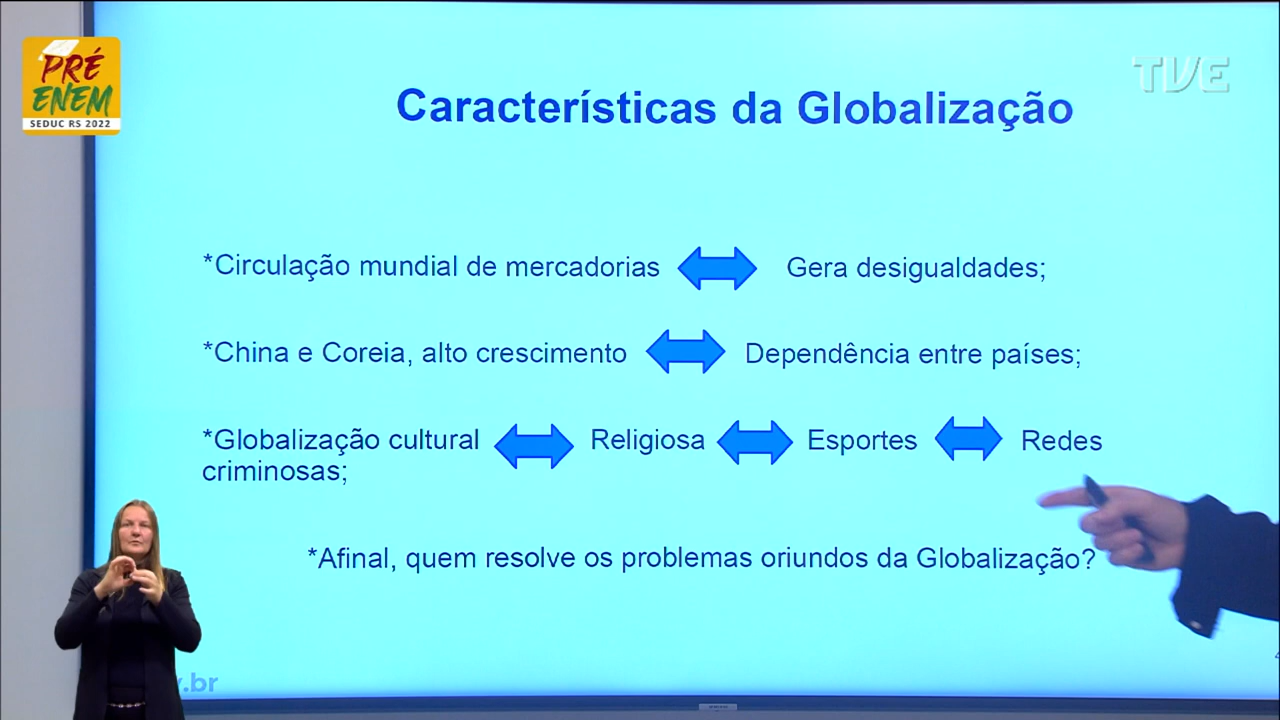 PRÉ
ENEM
SEDUC RS 2022
TVE
Características da Globalização
*Circulação mundial de mercadorias Gera desigualdades;
*China e Coreia, alto crescimento Dependência entre países;
*Globalização cultural Religiosa Esportes Redes
criminosas;
*Afinal, quem resolve os problemas oriundos da Globalização?
.br